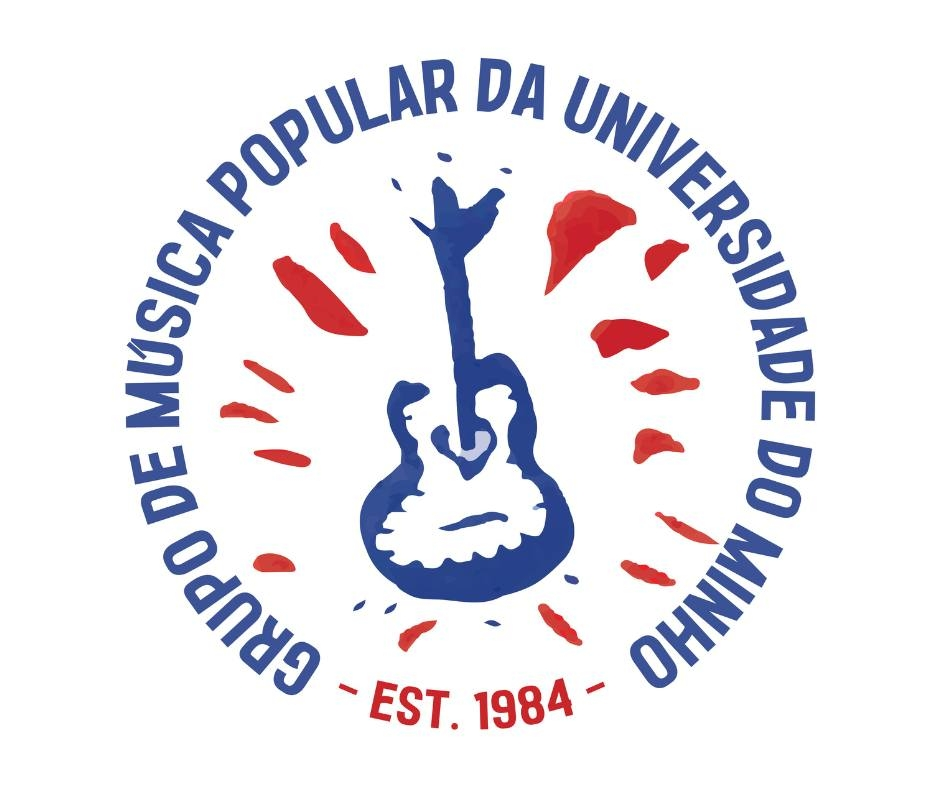 GRUPO DE MÚSICA POPULAR DA UNIVERSIDADE DO MINHO
- EST. 1984 -